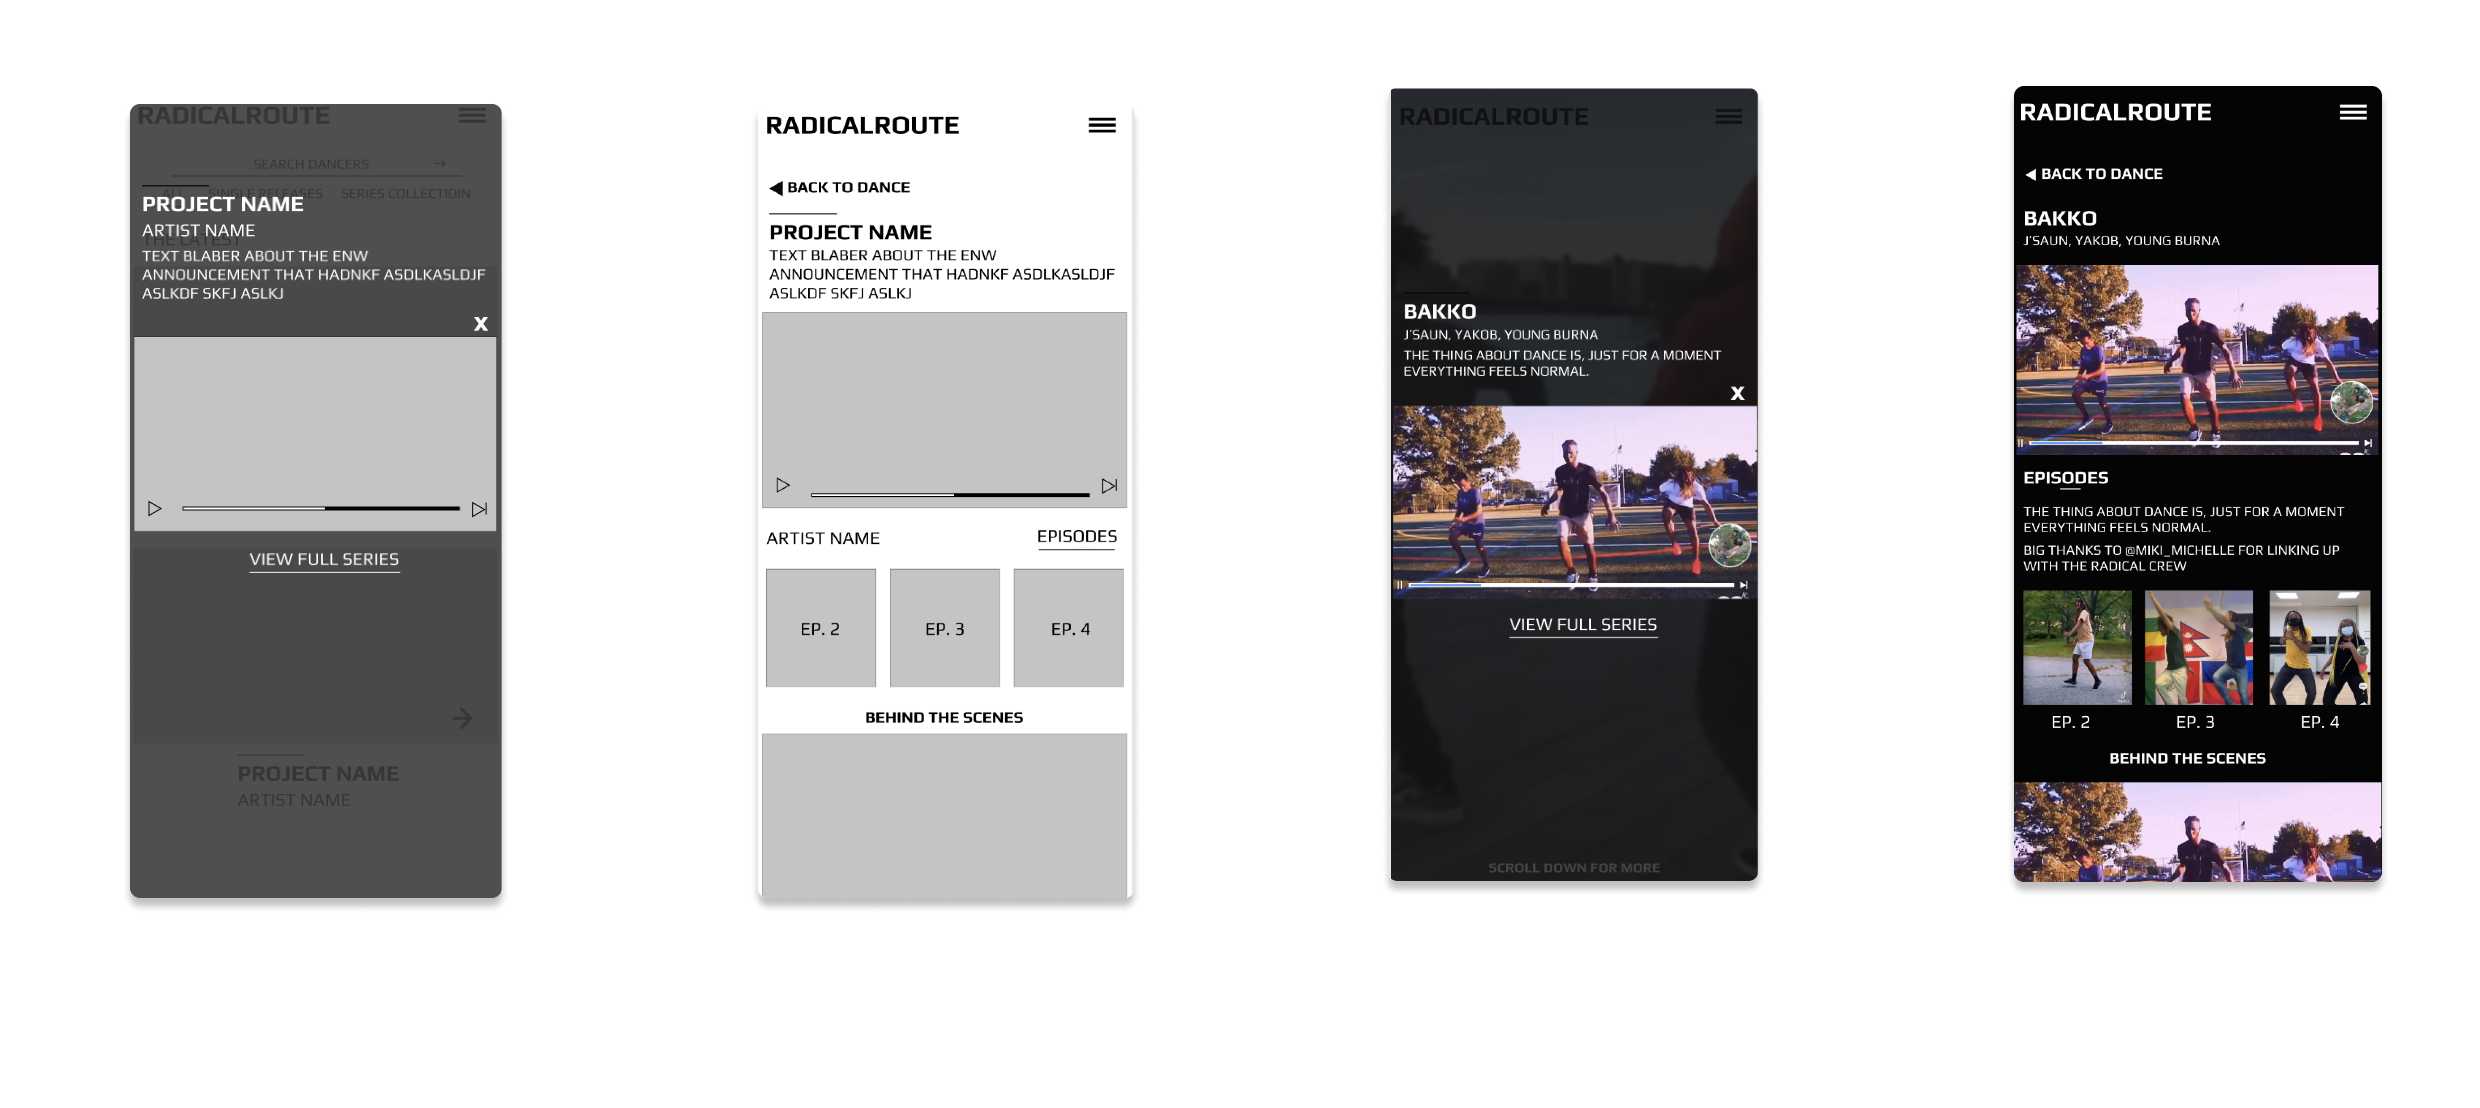 RADICALROUTE
SEARCH DANCERS
ALL SINGLE RELEASES SERIES COLLECTIOIN
PROJECT NAME
ARTIST NAME
THE LATEST
TEXT BLABER ABOUT THE ENW
ANNOUNCEMENT THAT HADNKF ASDLKASLDJF
ASLKDF SKFJ ASLKJ
X
VIEW FULL SERIES
PROJECT NAME
ARTIST NAME
RADICALROUTE
BACK TO DANCE
PROJECT NAME
TEXT BLABER ABOUT THE ENW
ANNOUNCEMENT THAT HADNKF ASDLKASLDJF
ASLKDF SKFJ ASLKJ
ARTIST NAME EPISODES
EP. 2 EP. 3 EP. 4
BEHIND THE SCENES
RADICALROUTE
BAKKO
J'SAUN, YAKOB, YOUNG BURNA
THE THING ABOUT DANCE IS, JUST FOR A MOMENT
EVERYTHING FEELS NORMAL.
X
VIEW FULL SERIES
SCROLL DOWN FOR MORE
RADICALROUTE
BACK TO DANCE
BAKKO
J'SAUN, YAKOB, YOUNG BURNA
EPISODES
THE THING ABOUT DANCE IS, JUST FOR A MOMENT
EVERYTHING FEELS NORMAL.
BIG THANKS TO @MIKI_MICHELLE FOR LINKING UP
WITH THE RADICAL CREW
EP. 2 EP. 3 EP. 4
BEHIND THE SCENES